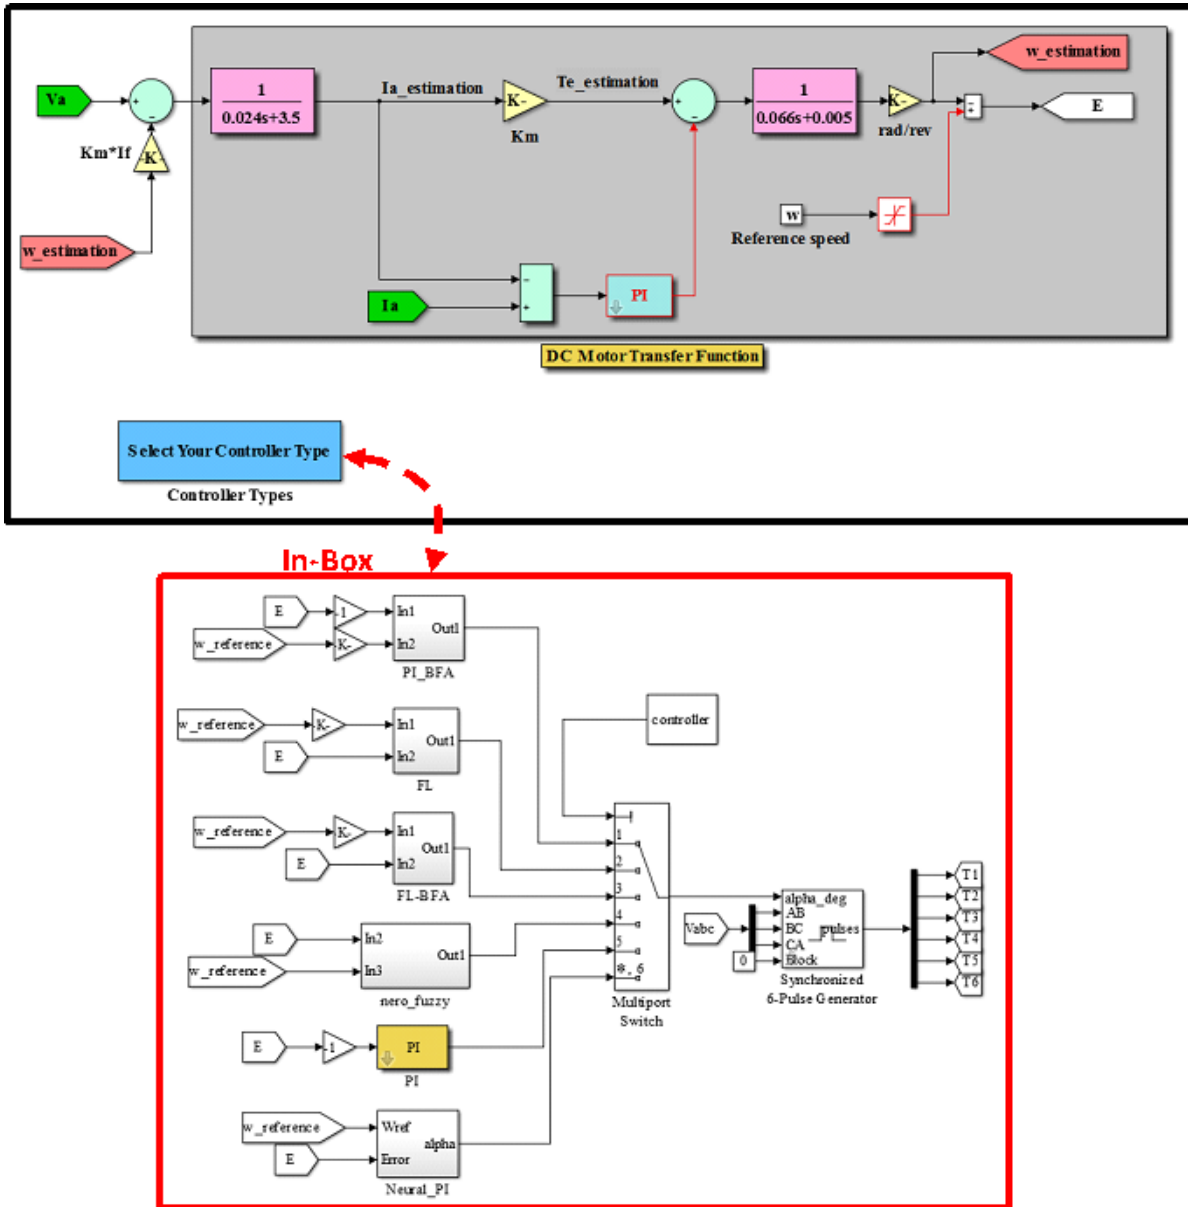 w_estimation
Va
1
0.024s+3.5
Ia_estimation
K-
Km
Te_estimation
1
0.066s+0.005
K-
rad/rev
E
Km*If
-K-
w_estimation
w
Reference speed
Ia
PI
DC Motor Transfer Function
Select Your Controller Type
Controller Types
In-Box
E
-1
In1
w_reference
-K-
In2
Out1
PI_BFA
w_reference
-K-
In1
E
In2
Out1
FL
controller
w_reference
K-
In1
E
In2
Out1
FL-BFA
1
2
3
4
5
*, 6
Multiport
Switch
E
In2
w_reference
In3
Out1
nero_fuzzy
Vabc
0
alpha_deg
AB
BC
CA
Block
pulses
Synchronized
6-Pulse Generator
T1
T2
T3
T4
T5
T6
E
-1
PI
PI
w_reference
Wref
E
Error
alpha
Neural_PI